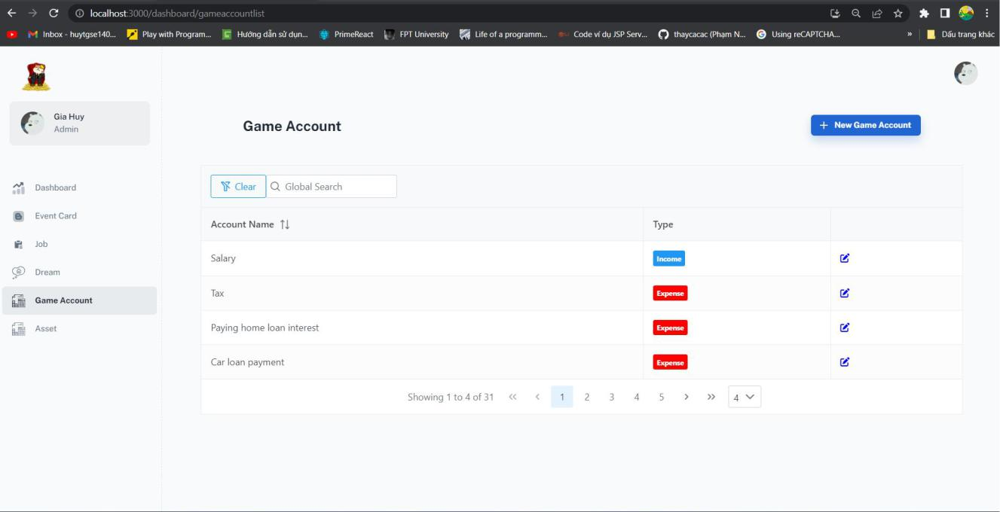 localhost:3000/dashboard/gameaccountlist
Inbox - huytgse140... Play with Program... Hướng dẫn sử dụn... PrimeReact FPT University Life of a programm... Code ví dụ JSP Serv... thaycacac (Phạm N... Using reCAPTCHA... » Dấu trang khác
Gia Huy
Admin
Game Account
+ New Game Account
Dashboard
Event Card
Job
Dream
Game Account
Asset
Clear Global Search
Account Name Type
Salary Income
Tax Expense
Paying home loan interest Expense
Car loan payment Expense
Showing 1 to 4 of 31 << < 1 2 3 4 5 > >> 4